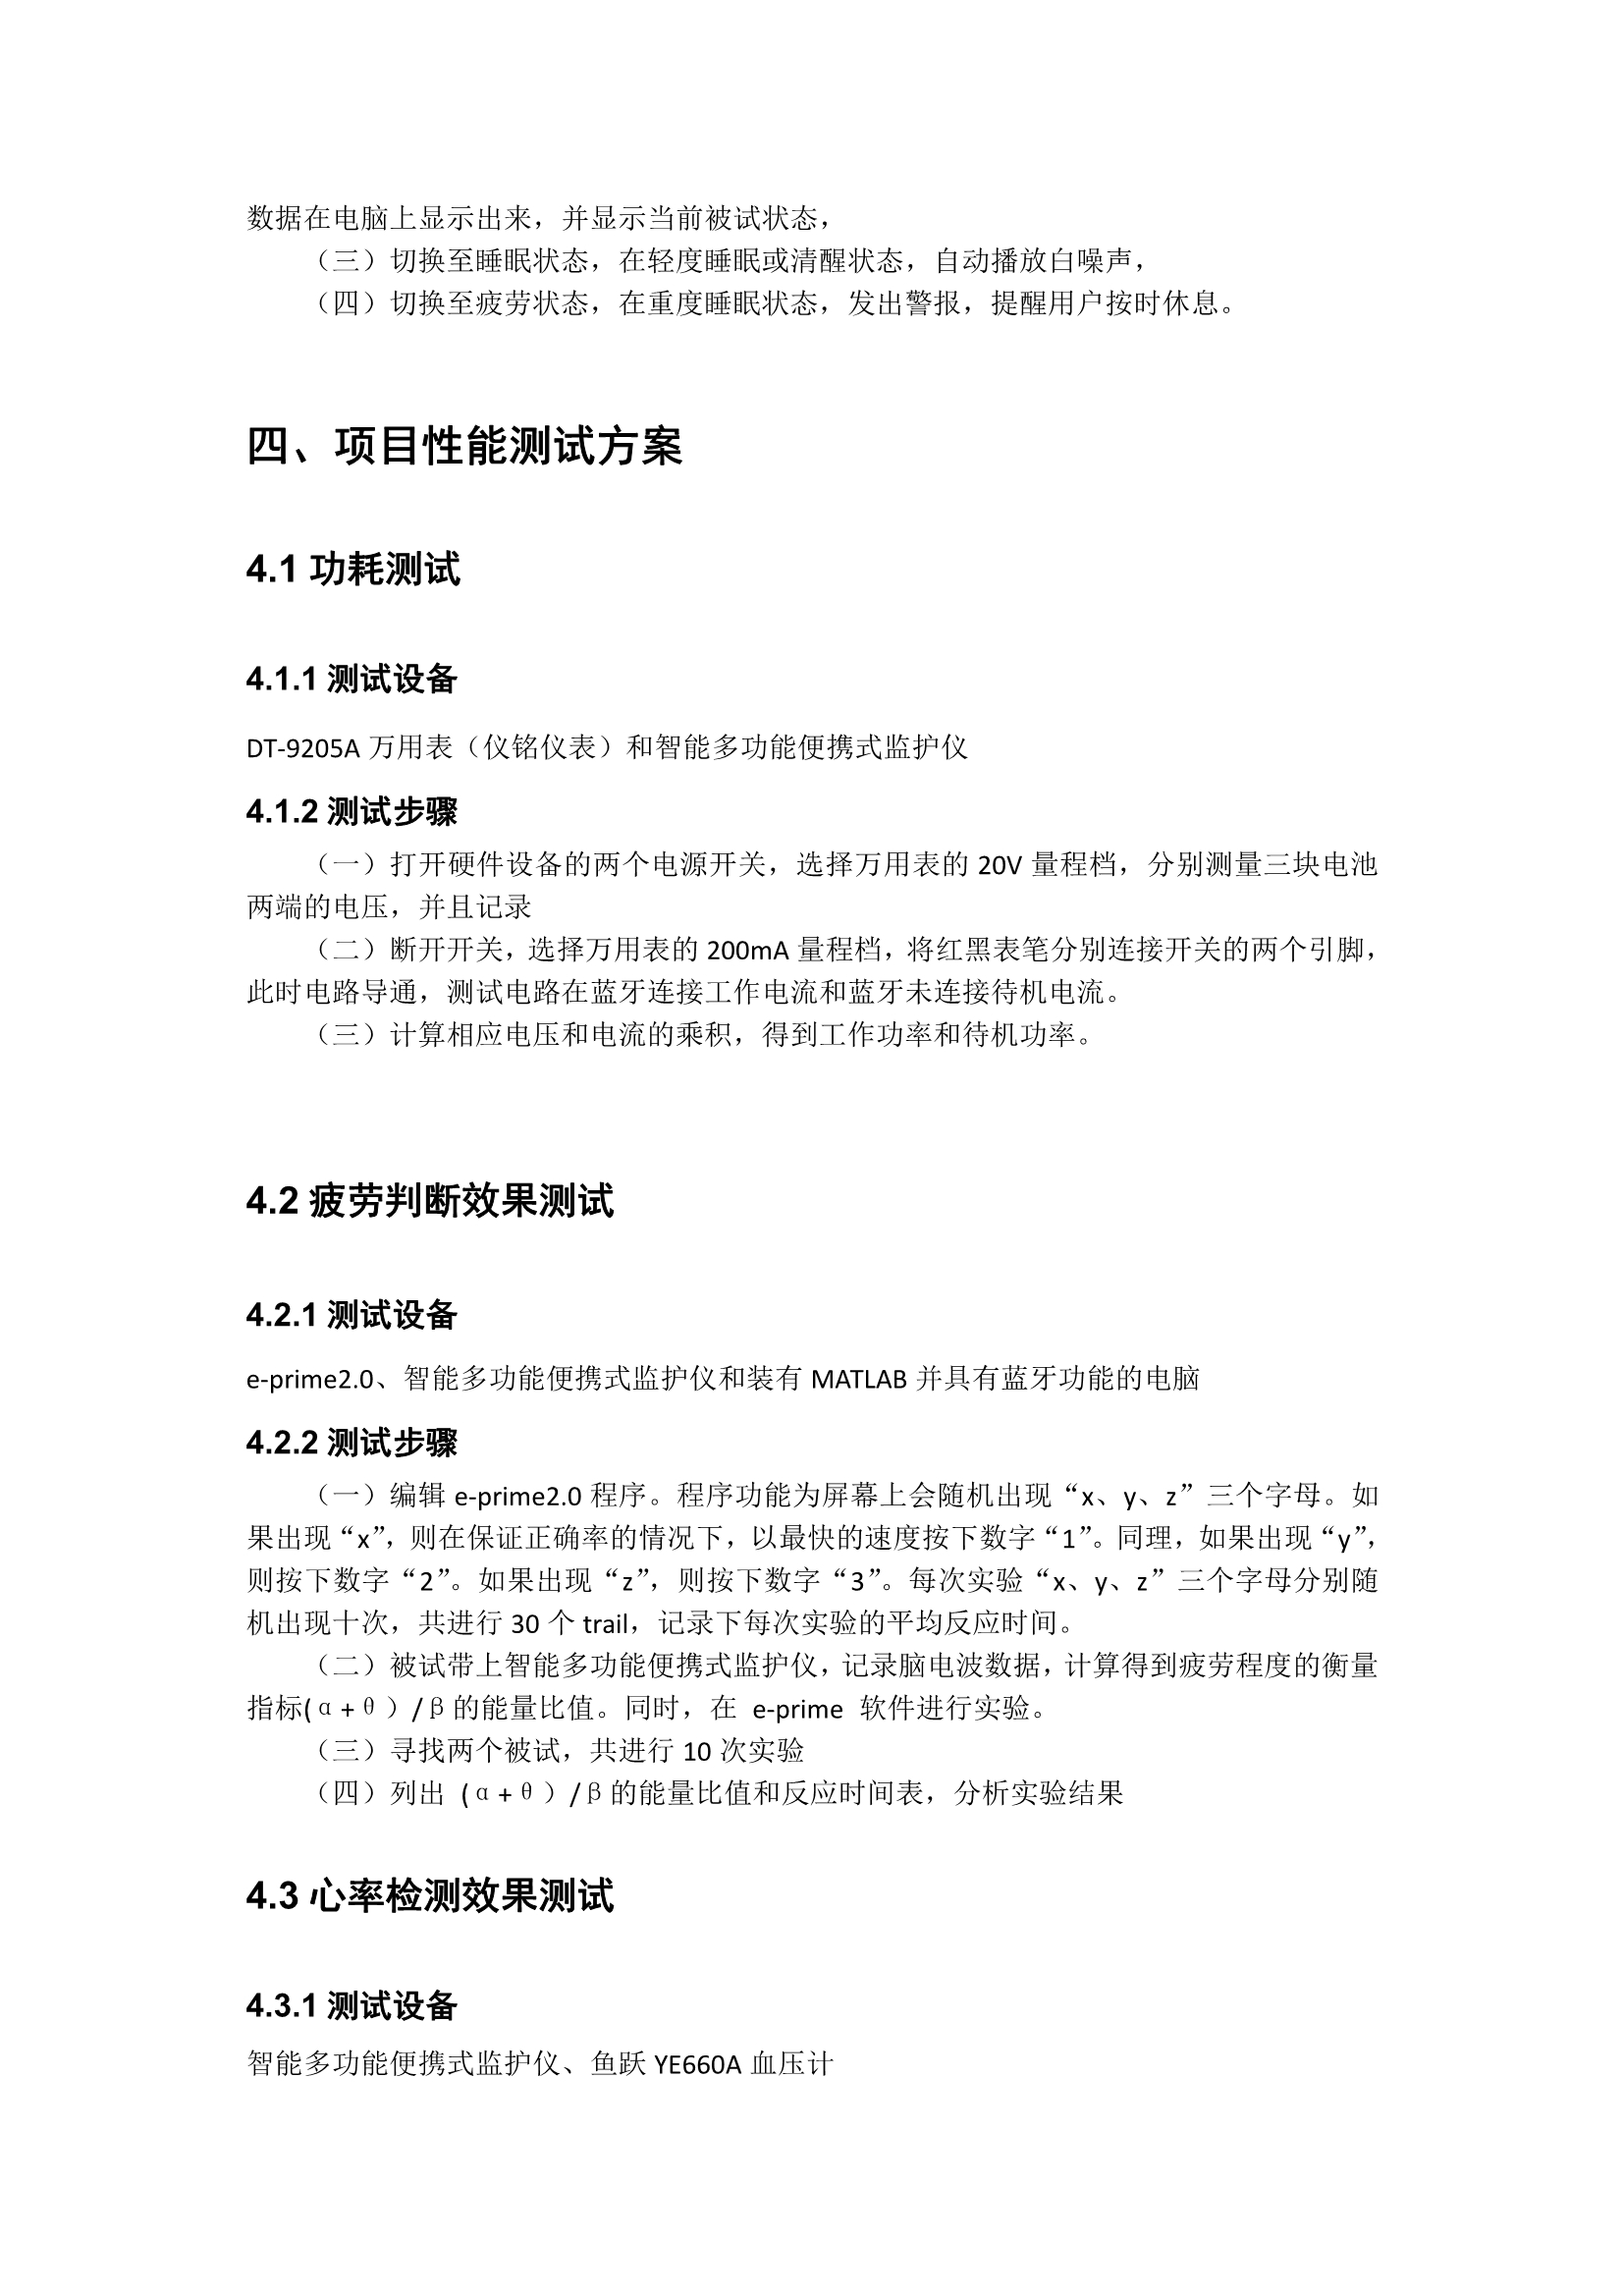 数据在电脑上显示出来，并显示当前被试状态，
（三）切换至睡眠状态，在轻度睡眠或清醒状态，自动播放白噪声，
（四）切换至疲劳状态，在重度睡眠状态，发出警报，提醒用户按时休息。
四、项目性能测试方案
4.1 功耗测试
4.1.1 测试设备
DT-9205A 万用表（仪铭仪表）和智能多功能便携式监护仪
4.1.2 测试步骤
（一）打开硬件设备的两个电源开关，选择万用表的 20V 量程档，分别测量三块电池
两端的电压，并且记录
（二）断开开关，选择万用表的 200mA 量程档，将红黑表笔分别连接开关的两个引脚，
此时电路导通，测试电路在蓝牙连接工作电流和蓝牙未连接待机电流。
（三）计算相应电压和电流的乘积，得到工作功率和待机功率。
4.2 疲劳判断效果测试
4.2.1 测试设备
e-prime2.0、智能多功能便携式监护仪和装有 MATLAB 并具有蓝牙功能的电脑
4.2.2 测试步骤
（一）编辑 e-prime2.0 程序。程序功能为屏幕上会随机出现“x、y、z”三个字母。如
果出现“x”，则在保证正确率的情况下，以最快的速度按下数字“1”。同理，如果出现“y”，
则按下数字“2”。如果出现“z”，则按下数字“3”。每次实验“x、y、z”三个字母分别随
机出现十次，共进行 30 个 trail，记录下每次实验的平均反应时间。
（二）被试带上智能多功能便携式监护仪，记录脑电波数据，计算得到疲劳程度的衡量
指标(α+θ）/β的能量比值。同时，在 e-prime 软件进行实验。
（三）寻找两个被试，共进行 10 次实验
（四）列出 (α+θ）/β的能量比值和反应时间表，分析实验结果
4.3 心率检测效果测试
4.3.1 测试设备
智能多功能便携式监护仪、鱼跃 YE660A 血压计